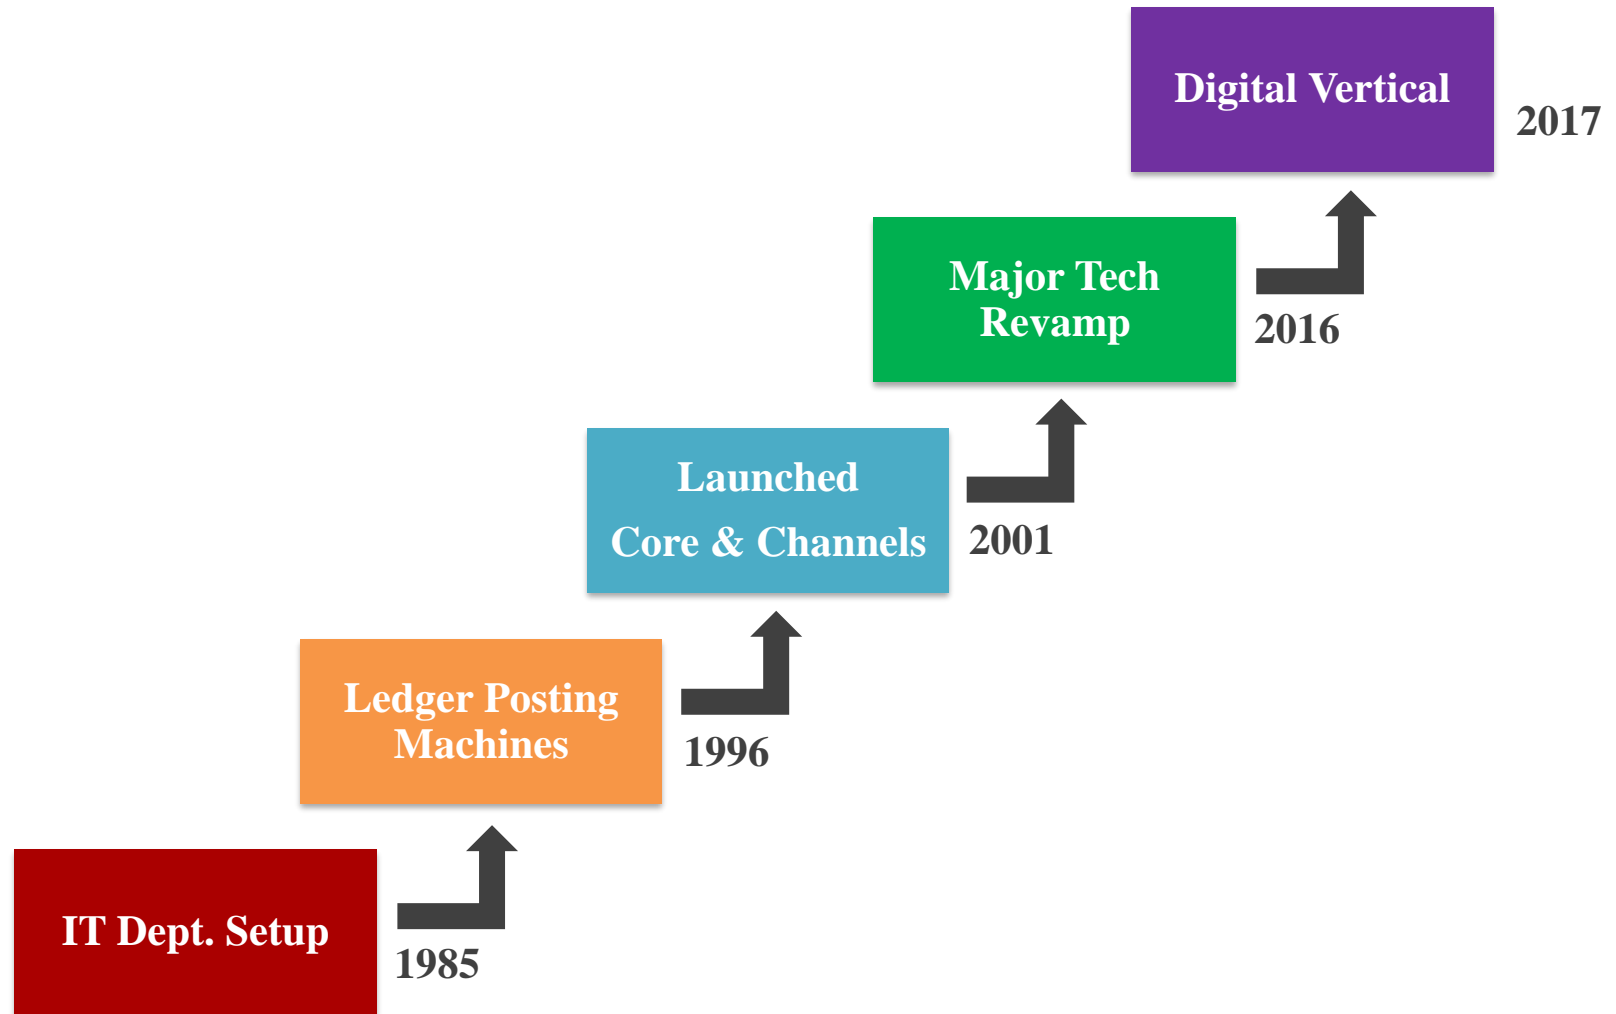 Digital Vertical
2017
Major Tech
Revamp
2016
Launched
Core & Channels
2001
Ledger Posting
Machines
1996
IT Dept. Setup
1985